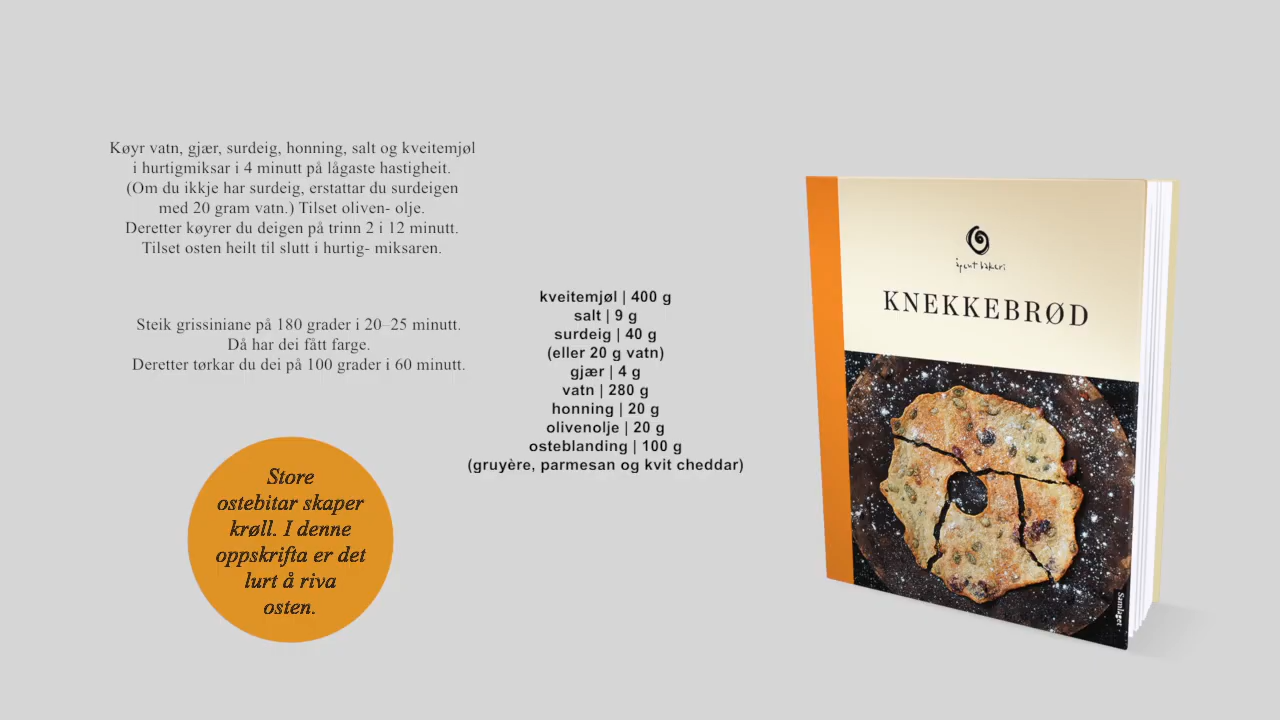 Køyr vatn, gjær, surdeig, honning, salt og kveitemjøl
i hurtigmiksar i 4 minutt på lågaste hastigheit.
(Om du ikkje har surdeig, erstattar du surdeigen
med 20 gram vatn.) Tilset oliven- olje.
Deretter køyrer du deigen på trinn 2 i 12 minutt.
Tilset osten heilt til slutt i hurtig- miksaren.
Steik grissiniane på 180 grader i 20–25 minutt.
Då har dei fått farge.
Deretter tørkar du dei på 100 grader i 60 minutt.
Store
ostebitar skaper
krøll. I denne
oppskrifta er det
lurt å riva
osten.
kveitemjøl | 400 g
salt | 9 g
surdeig | 40 g
(eller 20 g vatn)
gjær | 4 g
vatn | 280 g
honning | 20 g
olivenolje | 20 g
osteblanding | 100 g
(gruyère, parmesan og kvit cheddar)
åpent bakeri
KNEKKEBRØD
Samlaget